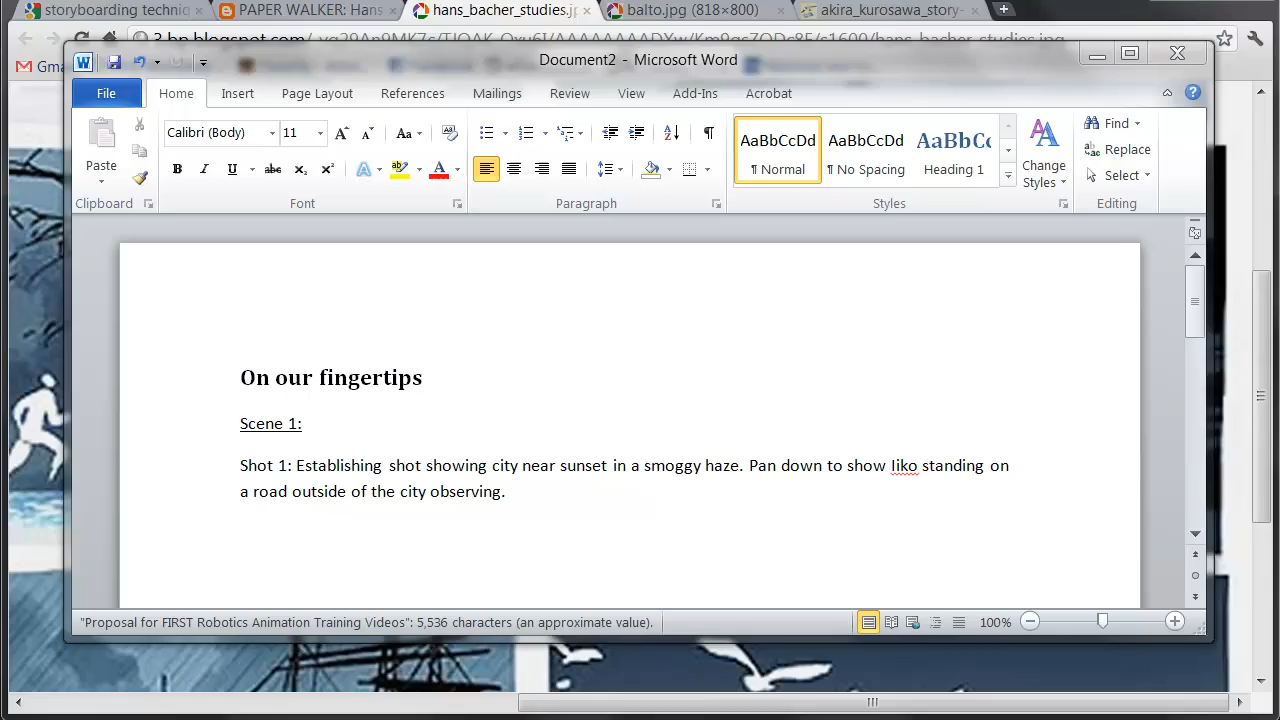 storyboarding techniq
PAPER WALKER: Hans
hans_bacher_studies.jp
balto.jpg (818×800)
akira_kurosawa_story-
Gma
Document2 - Microsoft Word
File
Home
Insert
Page Layout
References
Mailings
Review
View
Add-Ins
Acrobat
Paste
Clipboard
Calibri (Body)
11
Font
Paragraph
AaBbCcDd
¶ Normal
AaBbCcDd
¶ No Spacing
AaBbCc
Heading 1
Change
Styles
Styles
Find
Replace
Select
Editing
On our fingertips
Scene 1:
Shot 1: Establishing shot showing city near sunset in a smoggy haze. Pan down to show liko standing on
a road outside of the city observing.
"Proposal for FIRST Robotics Animation Training Videos": 5,536 characters (an approximate value).
100%